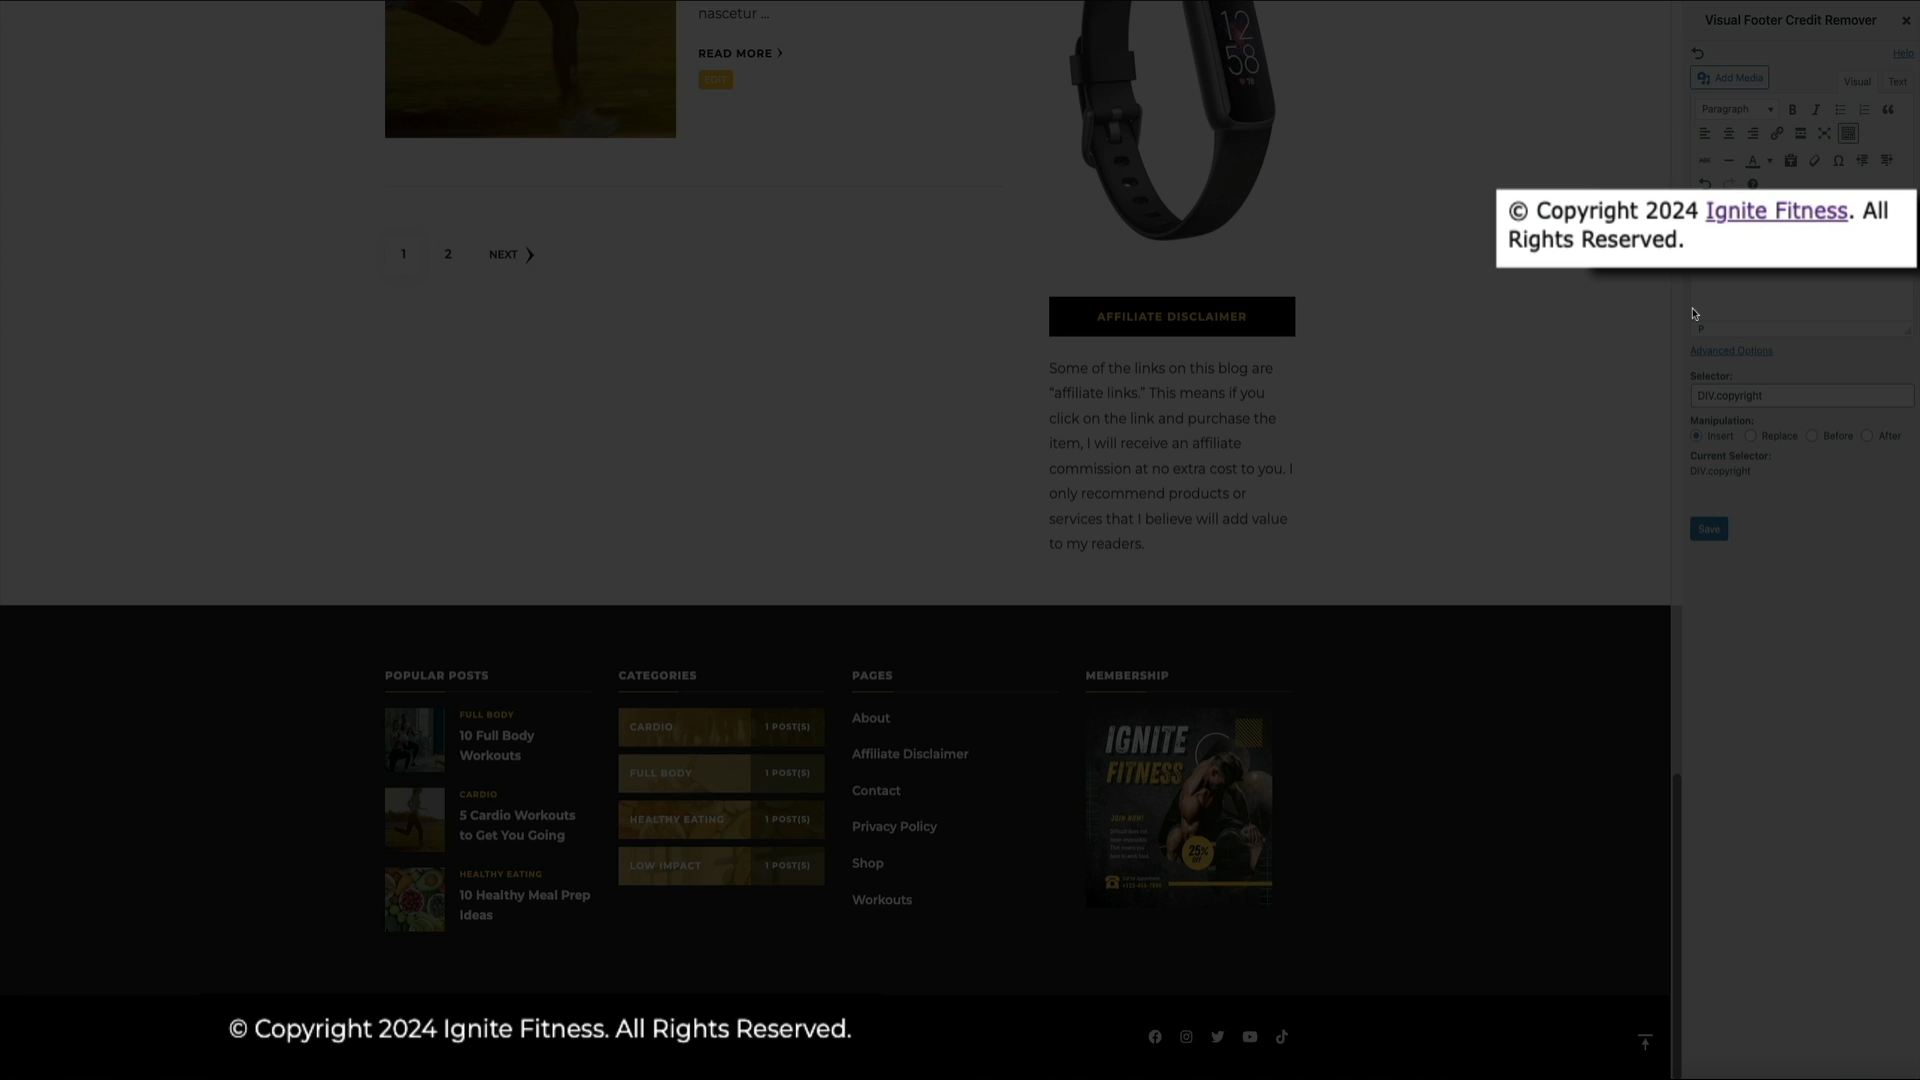 nascetur ...
READ MORE
EDIT
12
58
1
2
NEXT
AFFILIATE DISCLAIMER
Some of the links on this blog are
“affiliate links.” This means if you
click on the link and purchase the
item, I will receive an affiliate
commission at no extra cost to you. I
only recommend products or
services that I believe will add value
to my readers.
Visual Footer Credit Remover
Help
Add Media
Visual
Text
Paragraph
© Copyright 2024 Ignite Fitness. All
Rights Reserved.
P
Advanced Options
Selector:
DIV.copyright
Manipulation:
Insert Replace Before After
Current Selector:
DIV.copyright
Save
POPULAR POSTS
FULL BODY
10 Full Body
Workouts
CARDIO
5 Cardio Workouts
to Get You Going
HEALTHY EATING
10 Healthy Meal Prep
Ideas
CATEGORIES
CARDIO 1 POST(S)
FULL BODY 1 POST(S)
HEALTHY EATING 1 POST(S)
LOW IMPACT 1 POST(S)
PAGES
About
Affiliate Disclaimer
Contact
Privacy Policy
Shop
Workouts
MEMBERSHIP
IGNITE
FITNESS
JOIN NOW!
25%
OFF
© Copyright 2024 Ignite Fitness. All Rights Reserved.